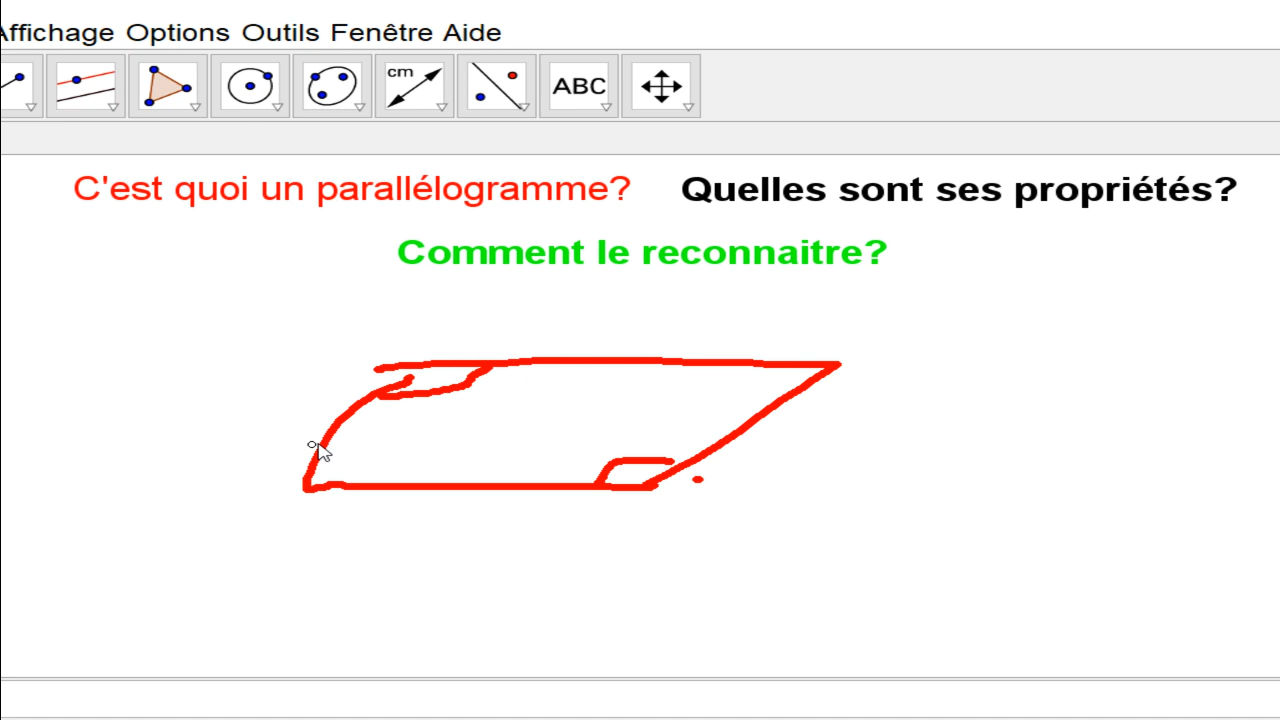 Affichage Options Outils Fenêtre Aide
cm
ABC
C'est quoi un parallélogramme? Quelles sont ses propriétés?
Comment le reconnaitre?